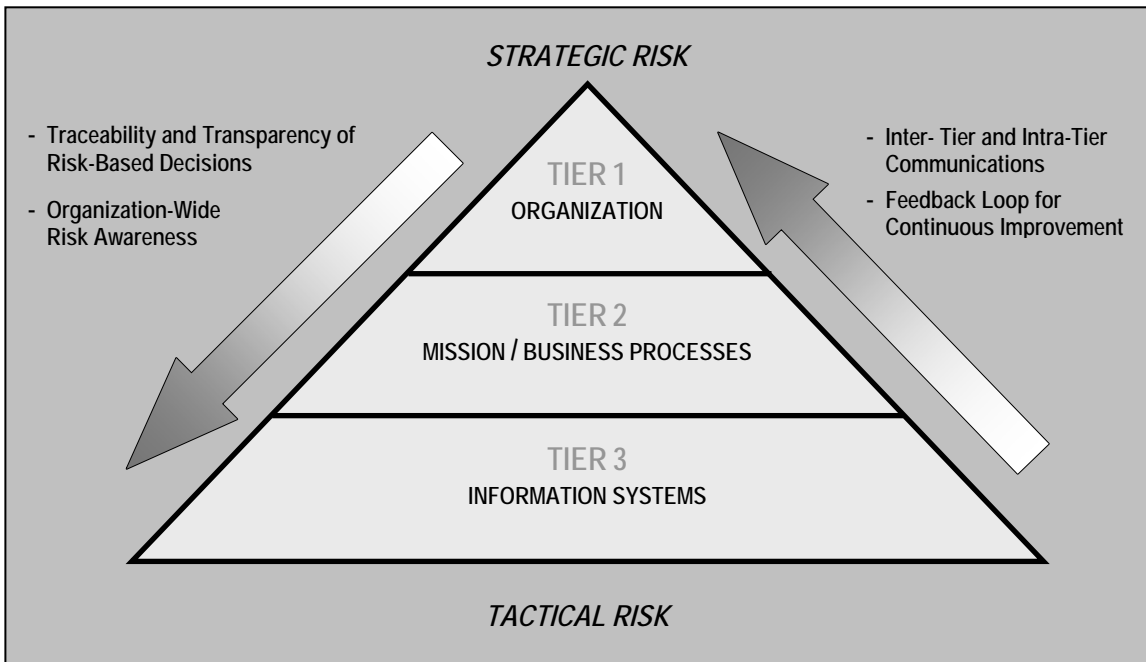 STRATEGIC RISK
- Traceability and Transparency of
Risk-Based Decisions
- Organization-Wide
Risk Awareness
- Inter- Tier and Intra-Tier
Communications
- Feedback Loop for
Continuous Improvement
TIER 1
ORGANIZATION
TIER 2
MISSION / BUSINESS PROCESSES
TIER 3
INFORMATION SYSTEMS
TACTICAL RISK